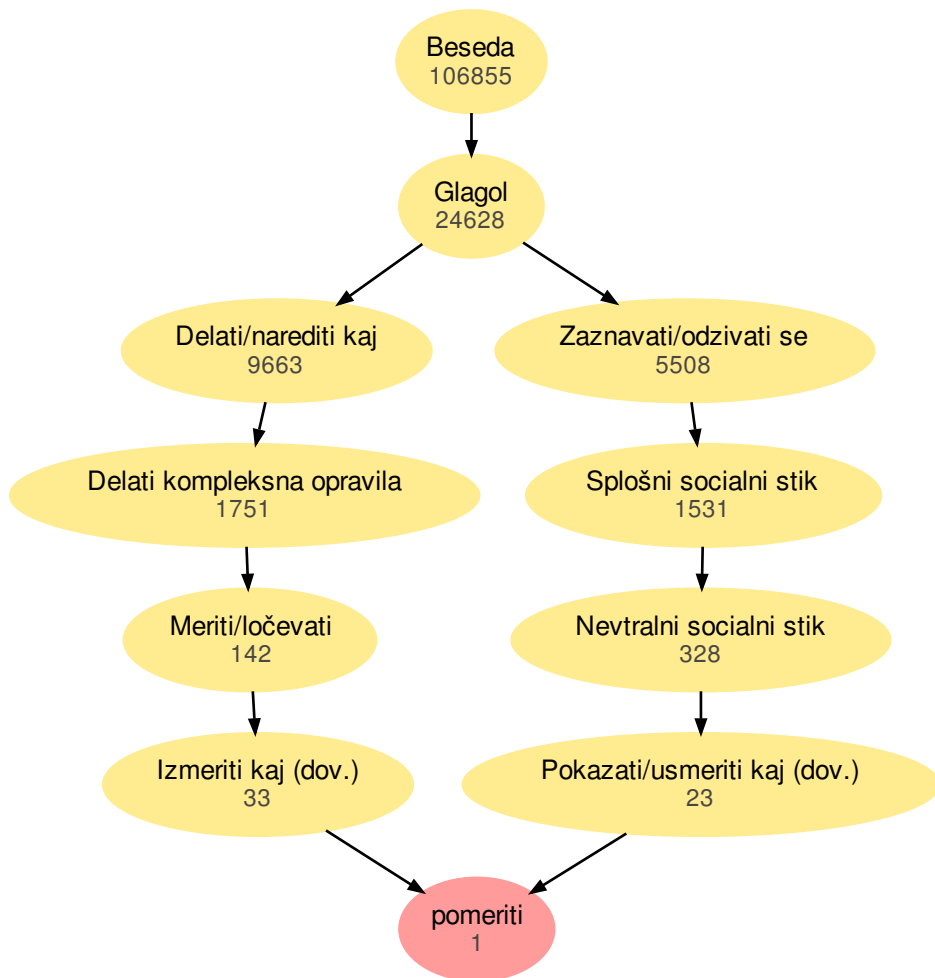 Beseda
106855
Glagol
24628
Delati/narediti kaj
9663
Zaznavati/odzivati se
5508
Delati kompleksna opravila
1751
Splošni socialni stik
1531
Meriti/ločevati
142
Nevtralni socialni stik
328
Izmeriti kaj (dov.)
33
Pokazati/usmeriti kaj (dov.)
23
pomeriti
1